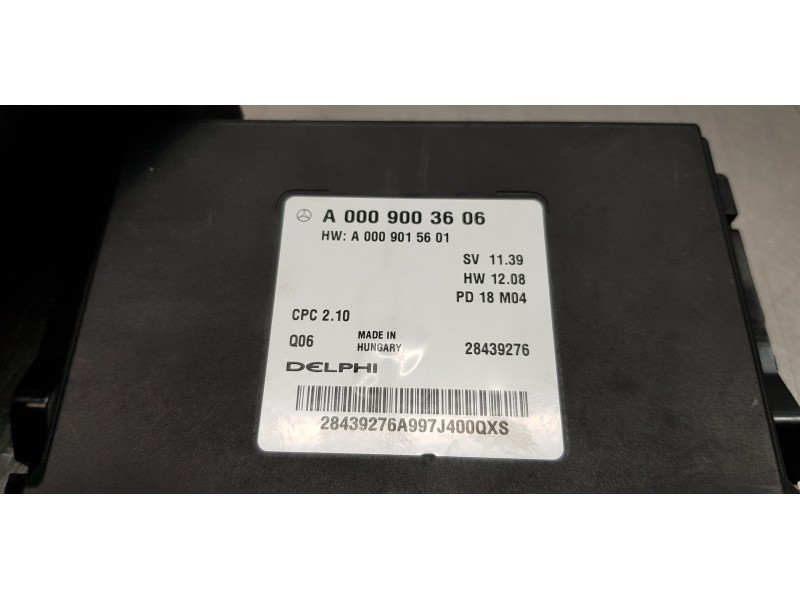 A 000 900 36 06
HW: A 000 901 56 01
SV 11.39
HW 12.08
PD 18 M04
CPC 2.10
Q06
MADE IN
HUNGARY
28439276
DELPHI
28439276A997J400QXS